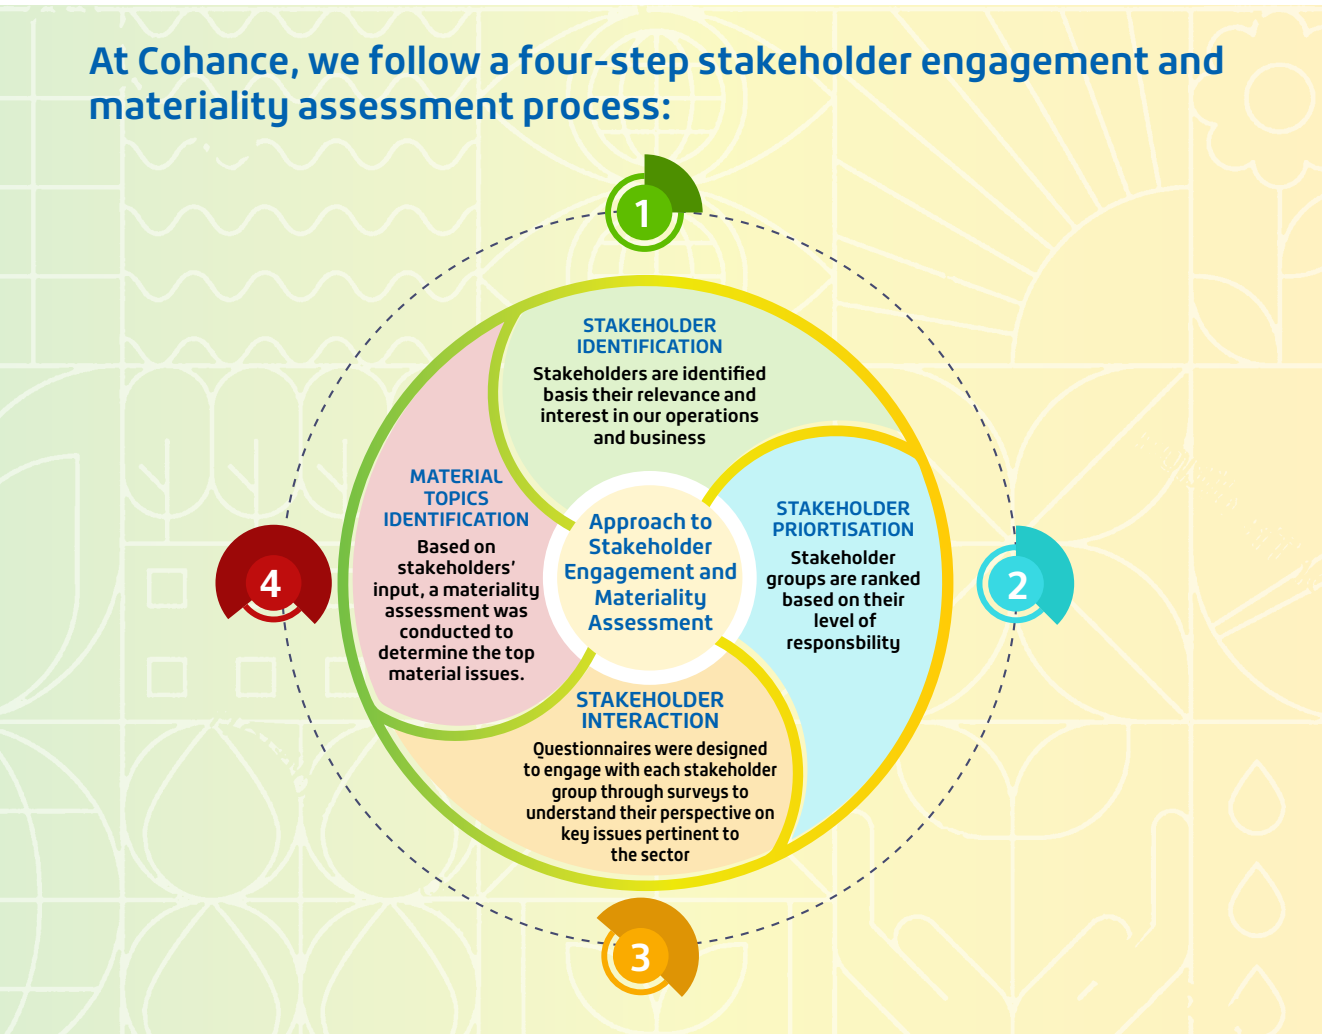 At Cohance, we follow a four-step stakeholder engagement and
materiality assessment process:
1
STAKEHOLDER
IDENTIFICATION
Stakeholders are identified
basis their relevance and
interest in our operations
and business
2
STAKEHOLDER
PRIORTISATION
Stakeholder
groups are ranked
based on their
level of
responsbility
3
STAKEHOLDER
INTERACTION
Questionnaires were designed
to engage with each stakeholder
group through surveys to
understand their perspective on
key issues pertinent to
the sector
4
MATERIAL
TOPICS
IDENTIFICATION
Based on
stakeholders’
input, a materiality
assessment was
conducted to
determine the top
material issues.
Approach to
Stakeholder
Engagement and
Materiality
Assessment